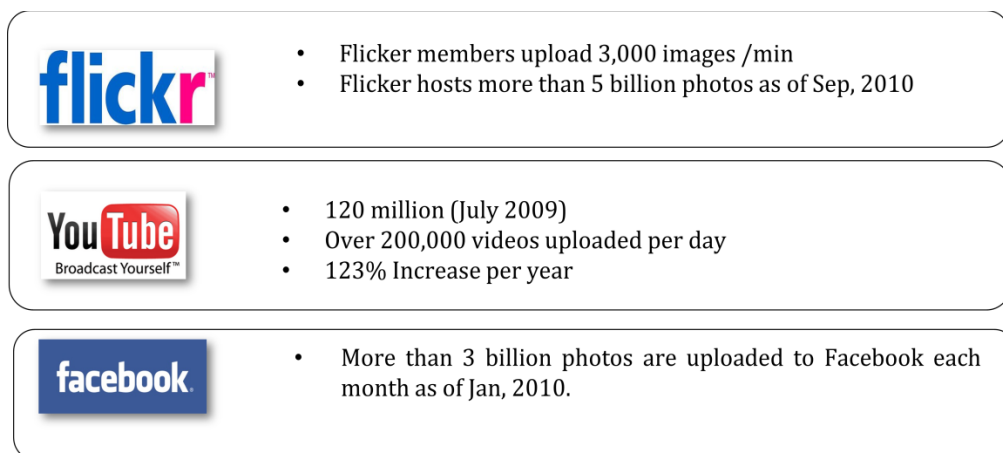 flickr™
• Flicker members upload 3,000 images /min
• Flicker hosts more than 5 billion photos as of Sep, 2010
YouTube
Broadcast Yourself™
• 120 million (July 2009)
• Over 200,000 videos uploaded per day
• 123% Increase per year
facebook.
• More than 3 billion photos are uploaded to Facebook each
month as of Jan, 2010.